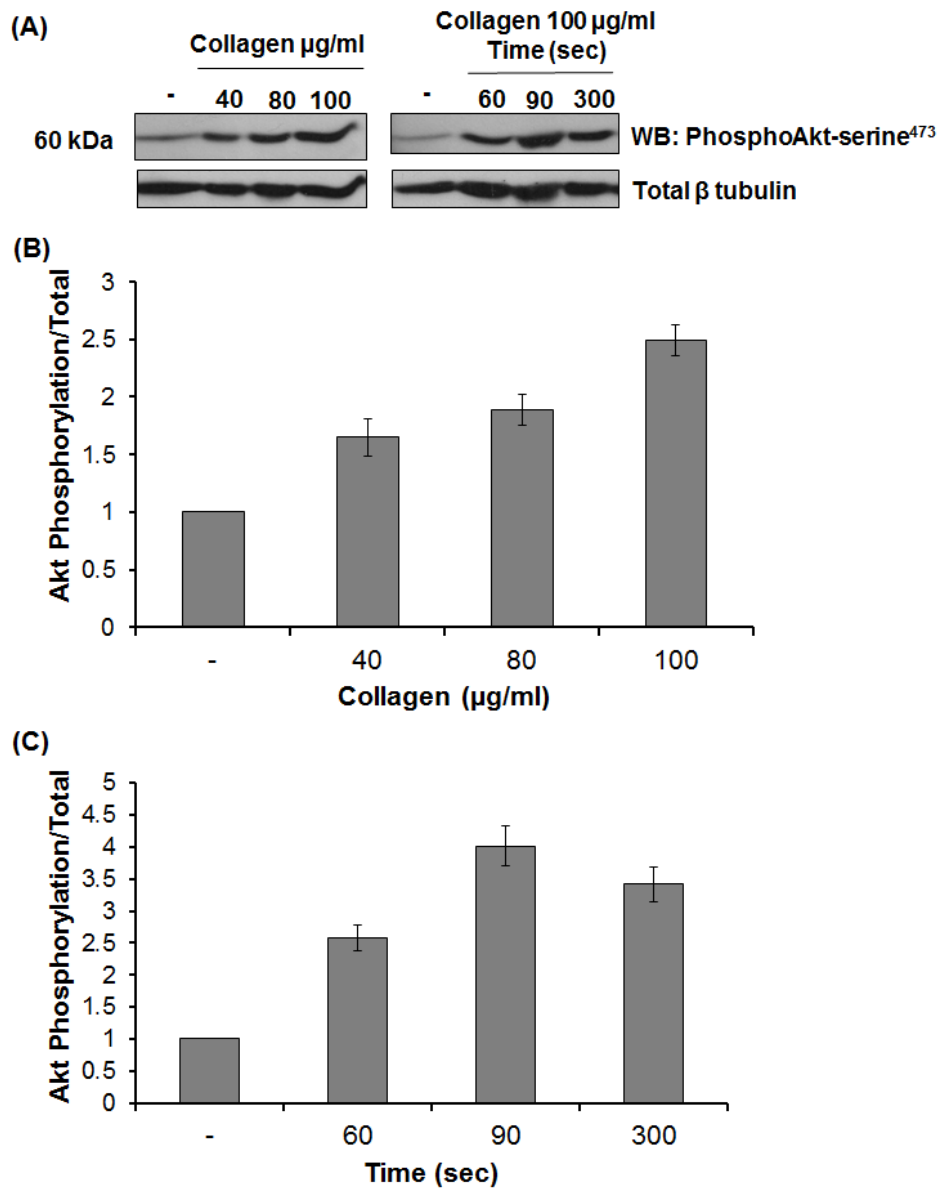 (A)
Collagen µg/ml
- 40 80 100
Collagen 100 µg/ml
Time (sec)
- 60 90 300
60 kDa
WB: PhosphoAkt-serine⁴⁷³
Total β tubulin
(B)
Akt Phosphorylation/Total
3
2.5
2
1.5
1
0.5
0
- 40 80 100
Collagen (µg/ml)
(C)
Akt Phosphorylation/Total
5
4.5
4
3.5
3
2.5
2
1.5
1
0.5
0
- 60 90 300
Time (sec)